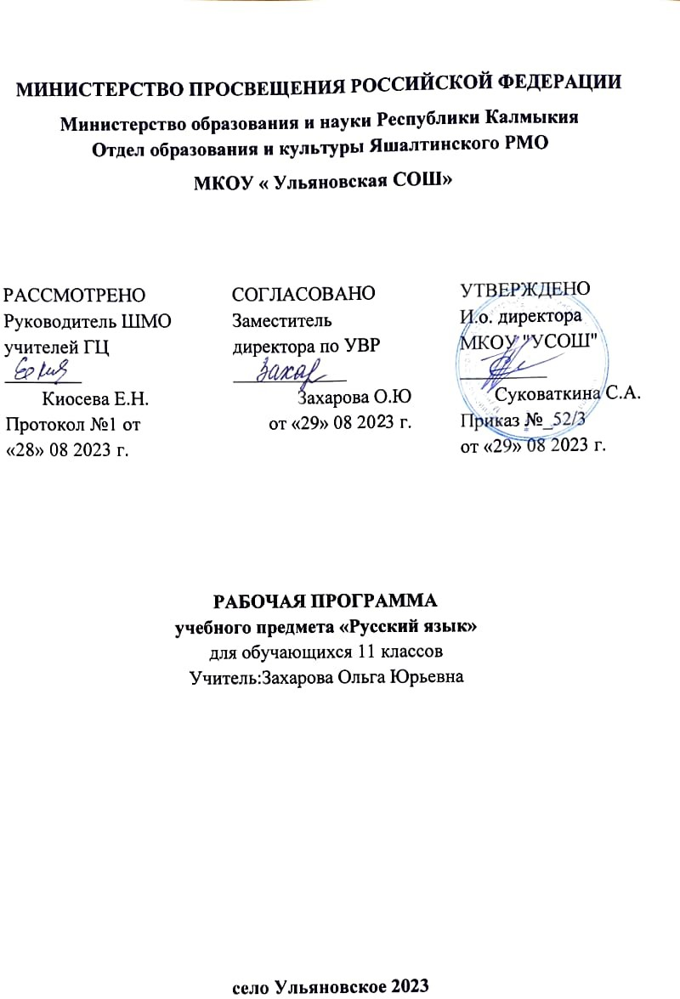 МИНИСТЕРСТВО ПРОСВЕЩЕНИЯ РОССИЙСКОЙ ФЕДЕРАЦИИ
Министерство образования и науки Республики Калмыкия
Отдел образования и культуры Яшалтинского РМО
МКОУ « Ульяновская СОШ»
РАССМОТРЕНО
Руководитель ШМО
учителей ГЦ
Киосева Е.Н.
Протокол №1 от
«28» 08 2023 г.
СОГЛАСОВАНО
Заместитель
директора по УВР
Захар
Захарова О.Ю
от «29» 08 2023 г.
УТВЕРЖДЕНО
И.о. директора
МКОУ "УСОШ"
Суковаткина С.А.
Приказ №_52/3
от «29» 08 2023 г.
РАБОЧАЯ ПРОГРАММА
учебного предмета «Русский язык»
для обучающихся 11 классов
Учитель:Захарова Ольга Юрьевна
село Ульяновское 2023